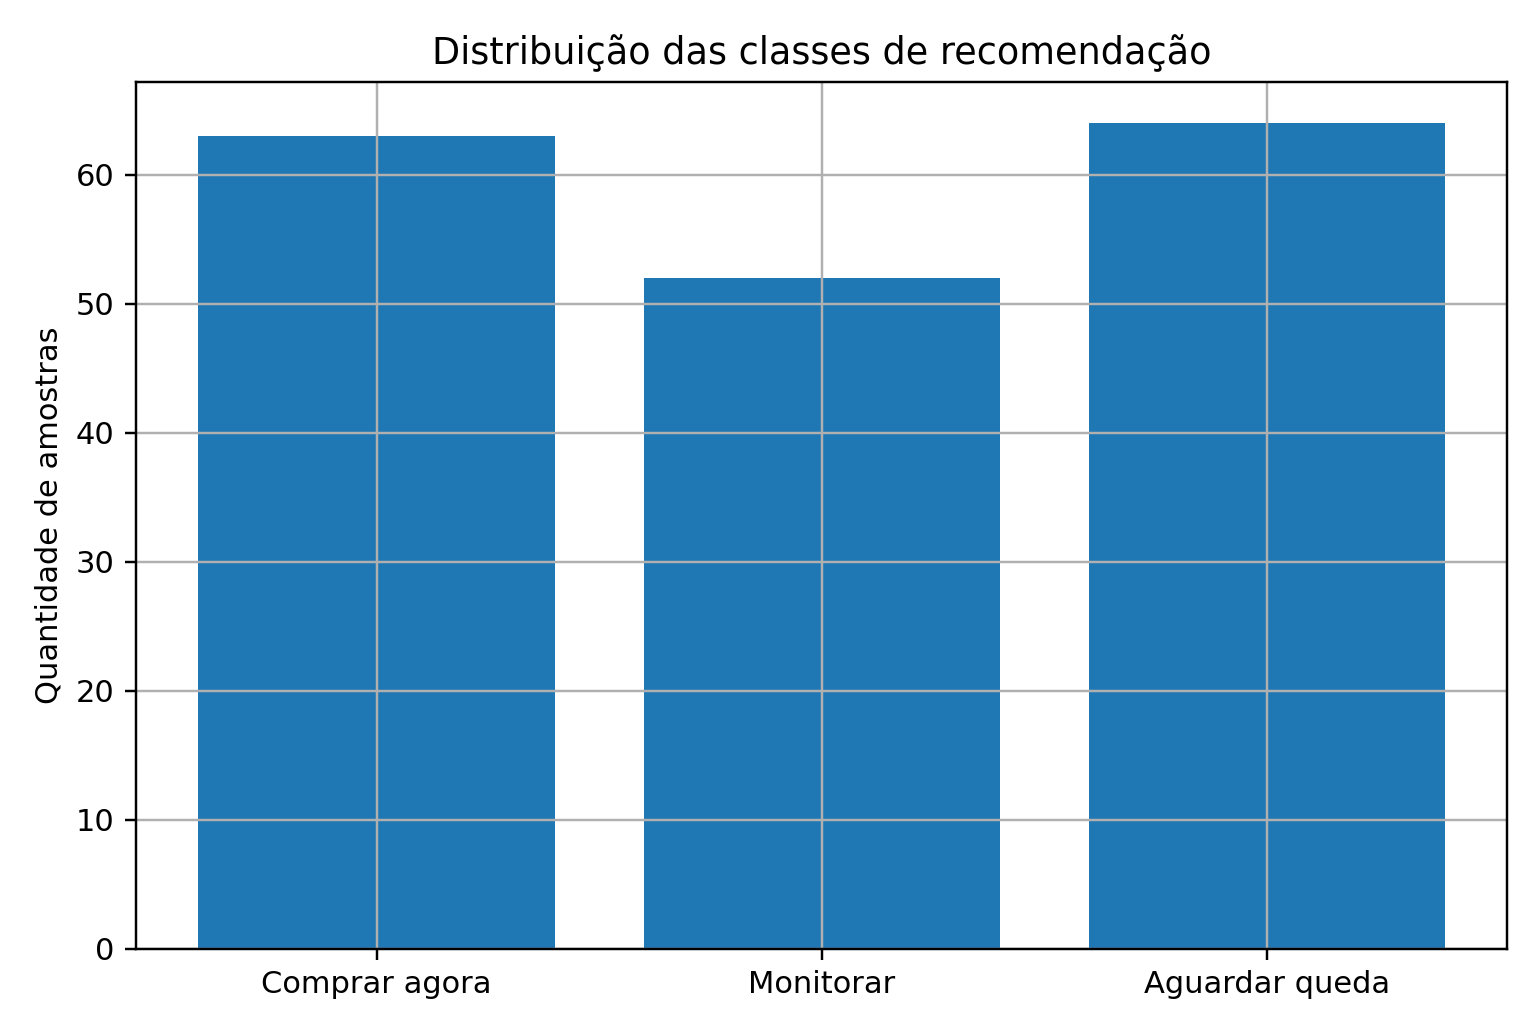 Distribuição das classes de recomendação
Quantidade de amostras
60
50
40
30
20
10
0
Comprar agora
Monitorar
Aguardar queda